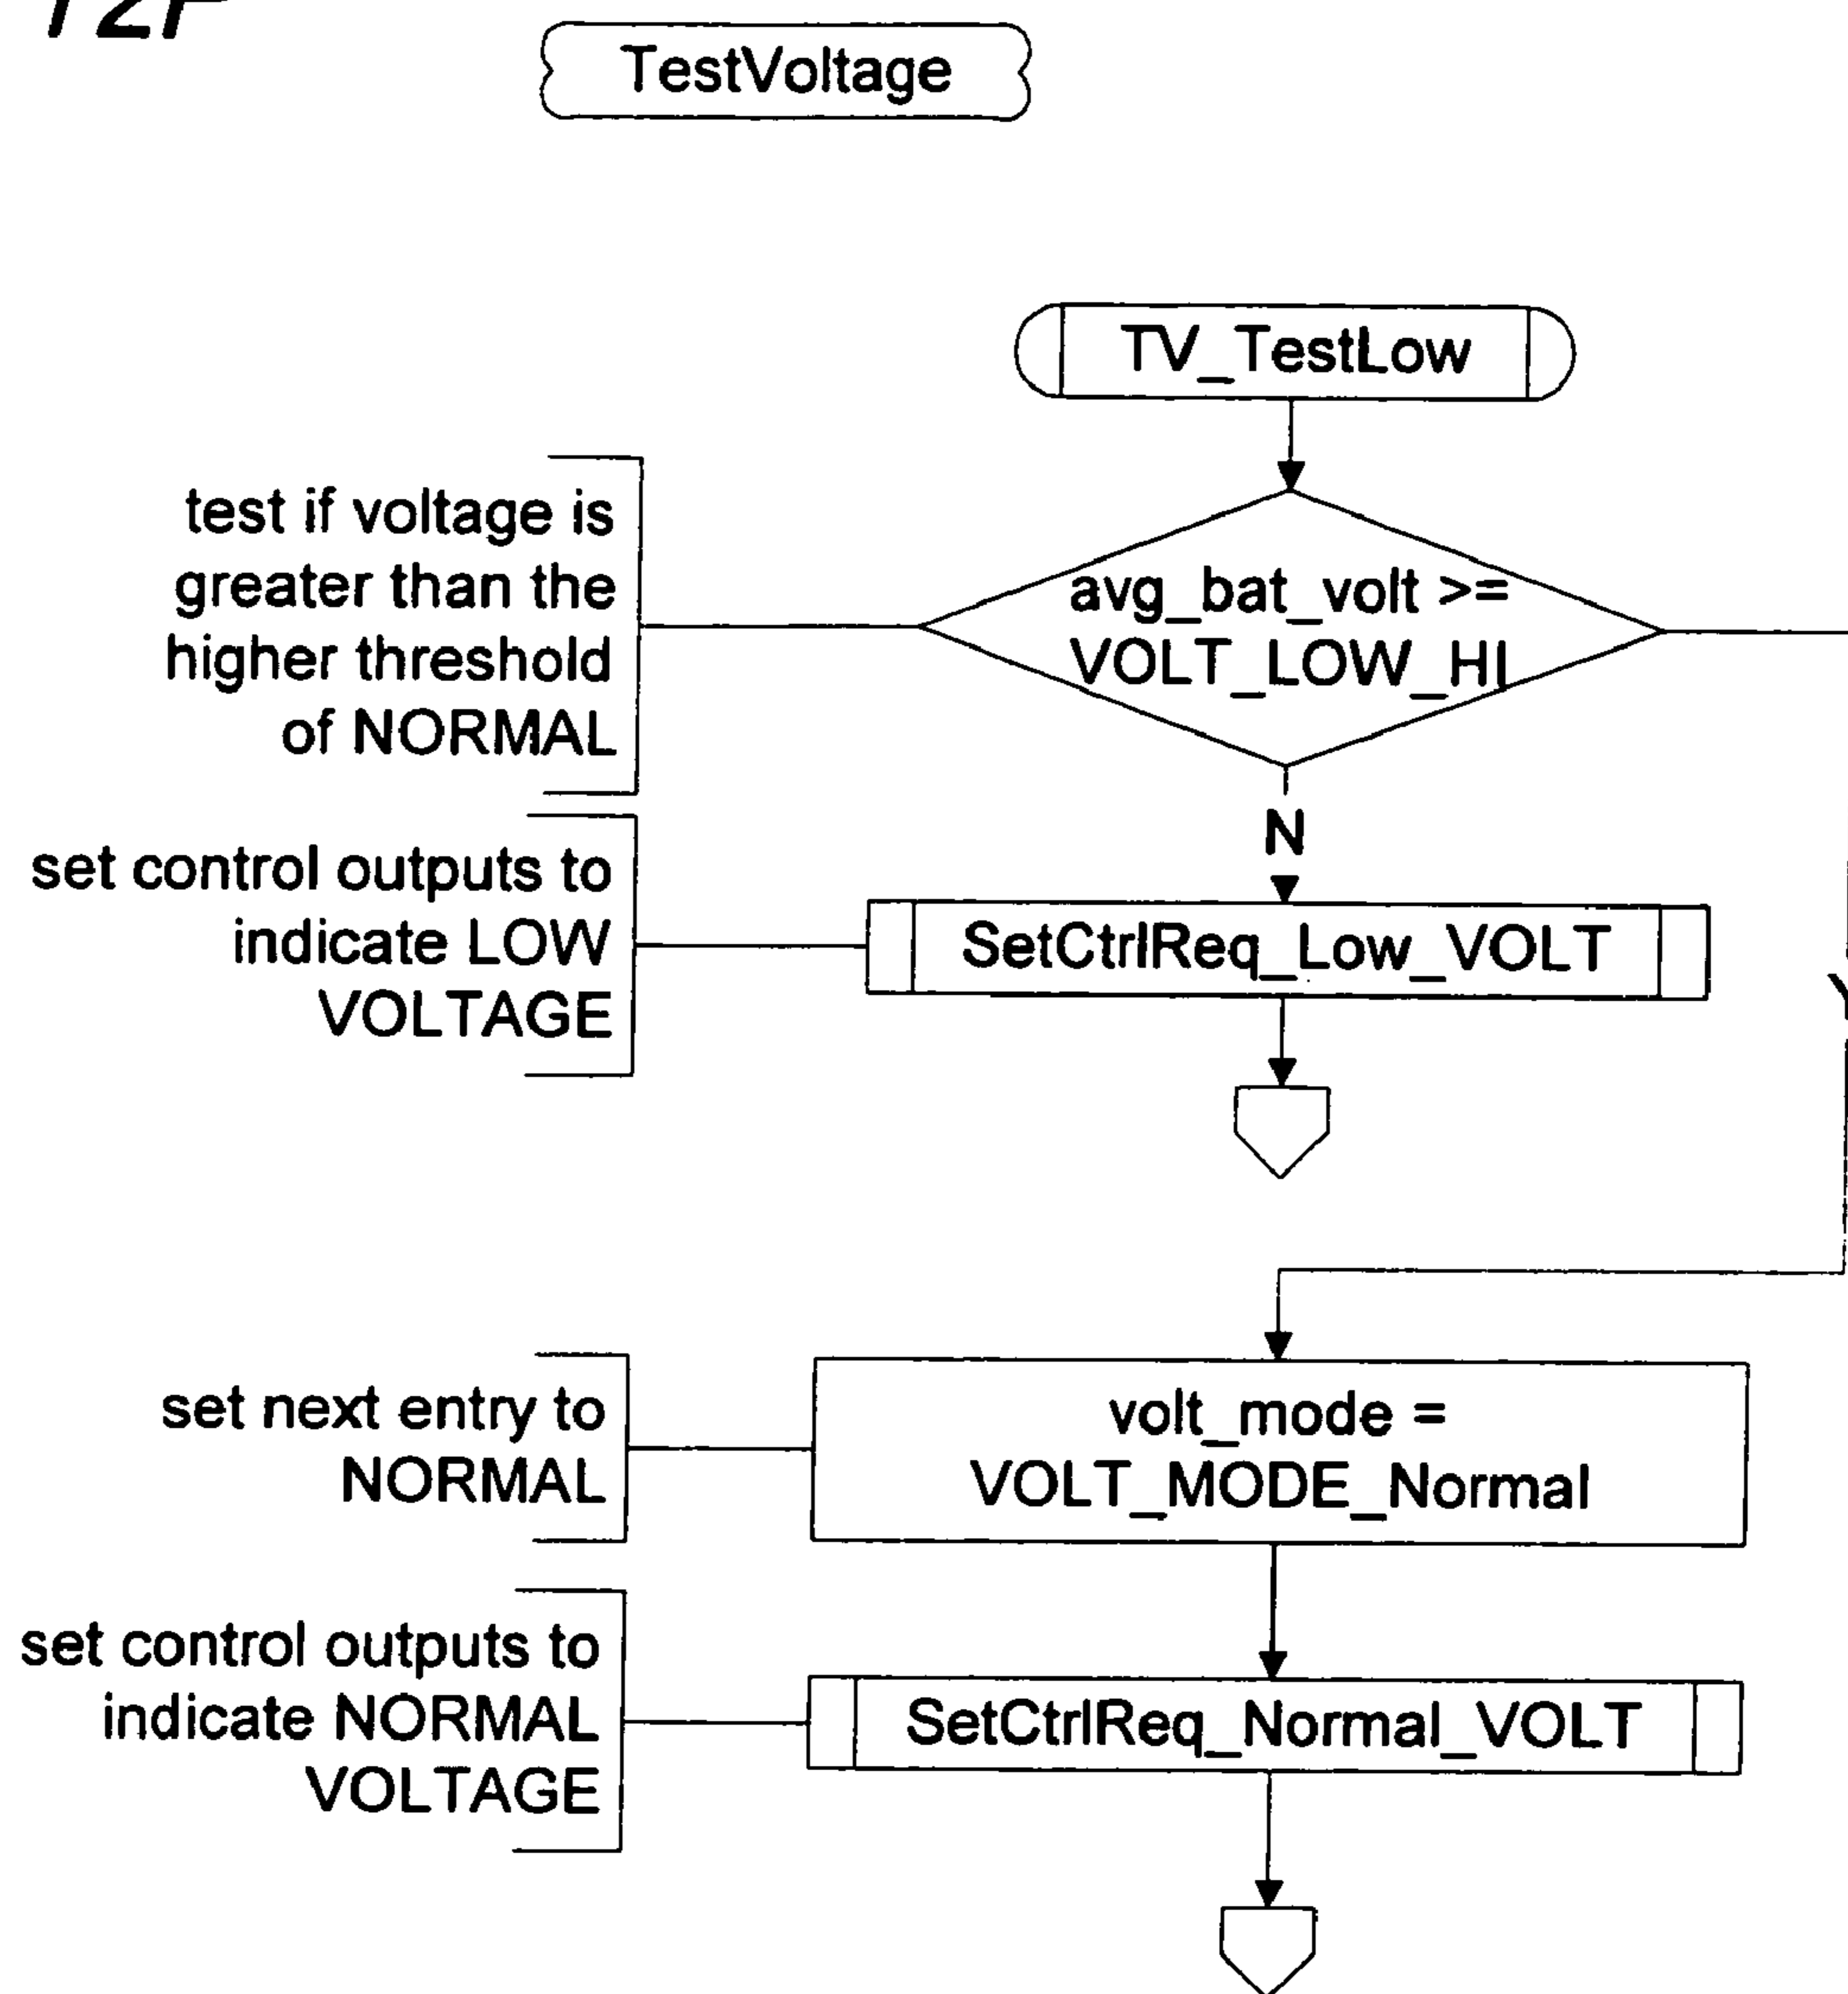 TestVoltage
TV_TestLow
test if voltage is
greater than the
higher threshold
of NORMAL
avg_bat_volt >=
VOLT_LOW_HI
N
set control outputs to
indicate LOW
VOLTAGE
SetCtrlReq_Low_VOLT
Y
set next entry to
NORMAL
volt_mode =
VOLT_MODE_Normal
set control outputs to
indicate NORMAL
VOLTAGE
SetCtrlReq_Normal_VOLT